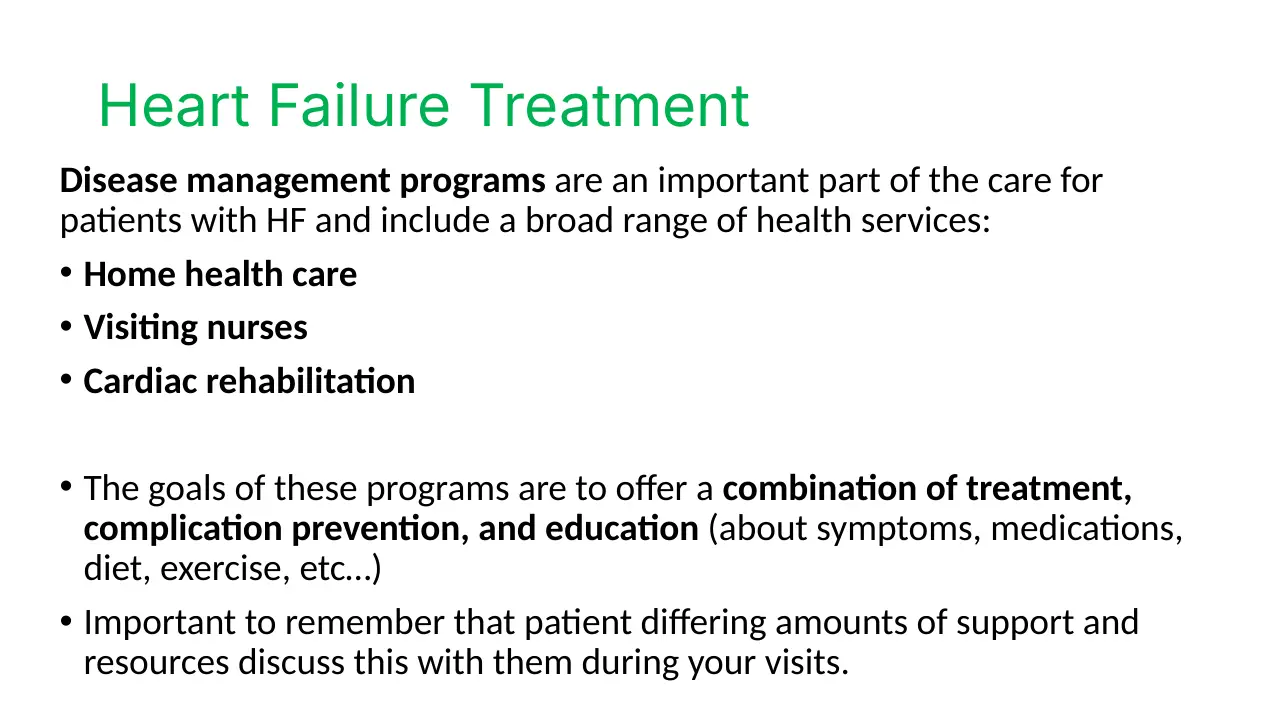 Heart Failure Treatment
Disease management programs are an important part of the care for
patients with HF and include a broad range of health services:
• Home health care
• Visiting nurses
• Cardiac rehabilitation
• The goals of these programs are to offer a combination of treatment,
complication prevention, and education (about symptoms, medications,
diet, exercise, etc…)
• Important to remember that patient differing amounts of support and
resources discuss this with them during your visits.